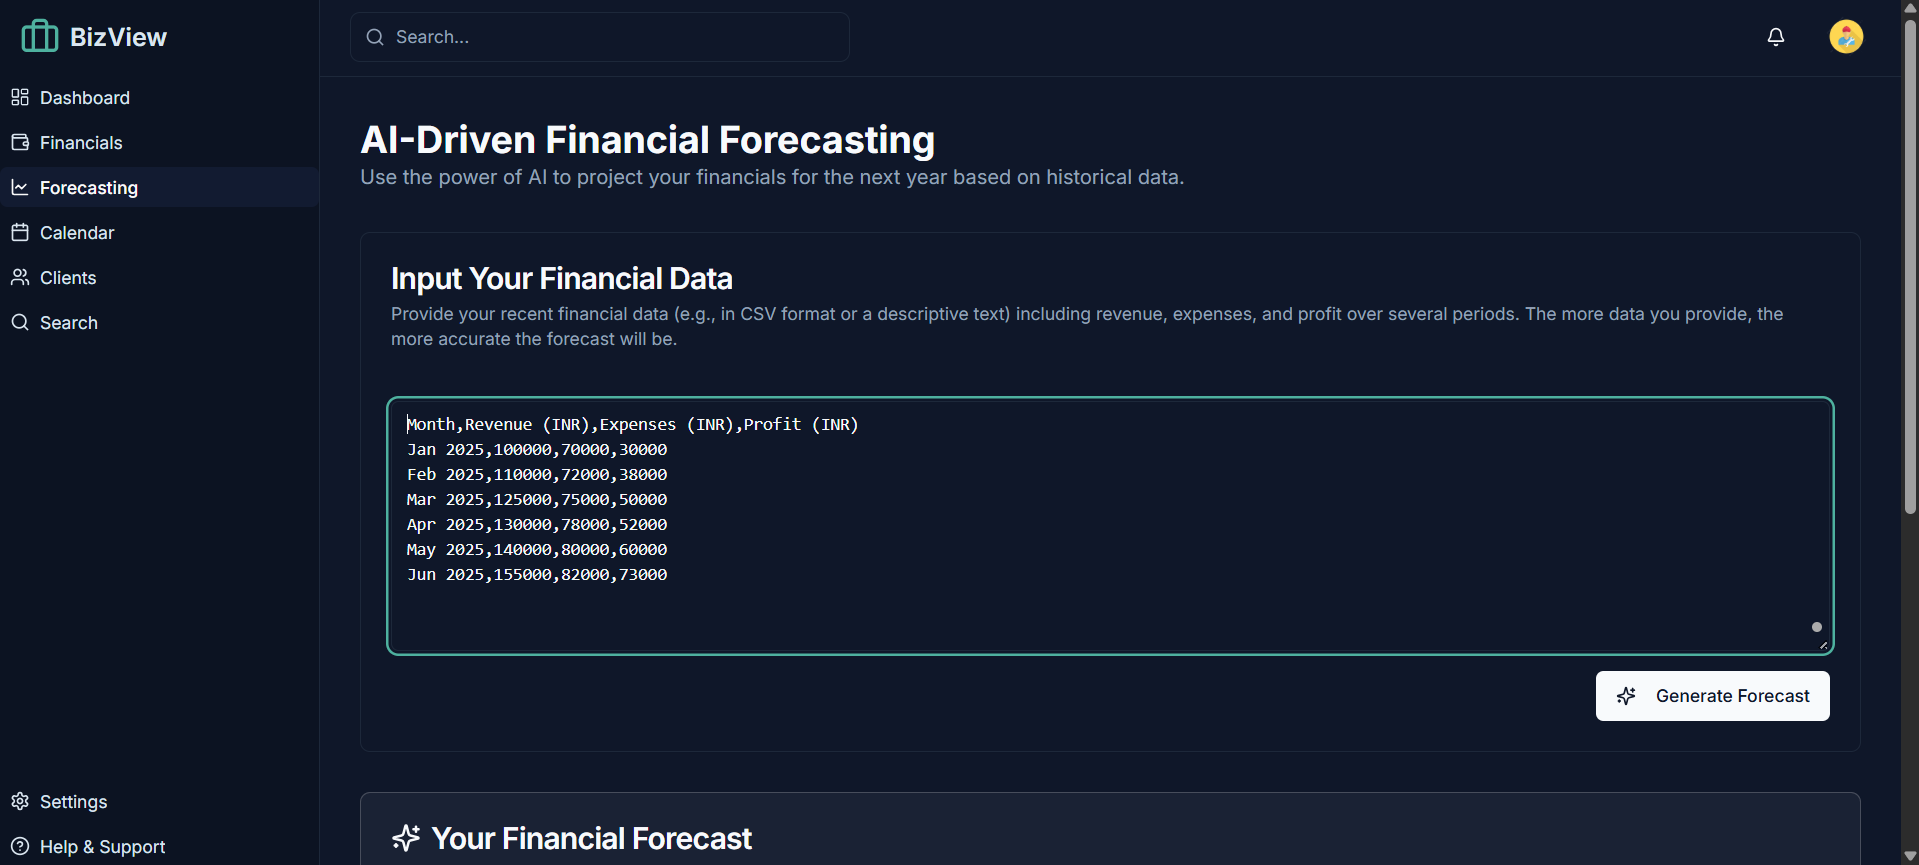 BizView
Search...
Dashboard
Financials
Forecasting
Calendar
Clients
Search
Settings
Help & Support
AI-Driven Financial Forecasting
Use the power of AI to project your financials for the next year based on historical data.
Input Your Financial Data
Provide your recent financial data (e.g., in CSV format or a descriptive text) including revenue, expenses, and profit over several periods. The more data you provide, the
more accurate the forecast will be.
Month,Revenue (INR),Expenses (INR),Profit (INR)
Jan 2025,100000,70000,30000
Feb 2025,110000,72000,38000
Mar 2025,125000,75000,50000
Apr 2025,130000,78000,52000
May 2025,140000,80000,60000
Jun 2025,155000,82000,73000
Generate Forecast
Your Financial Forecast